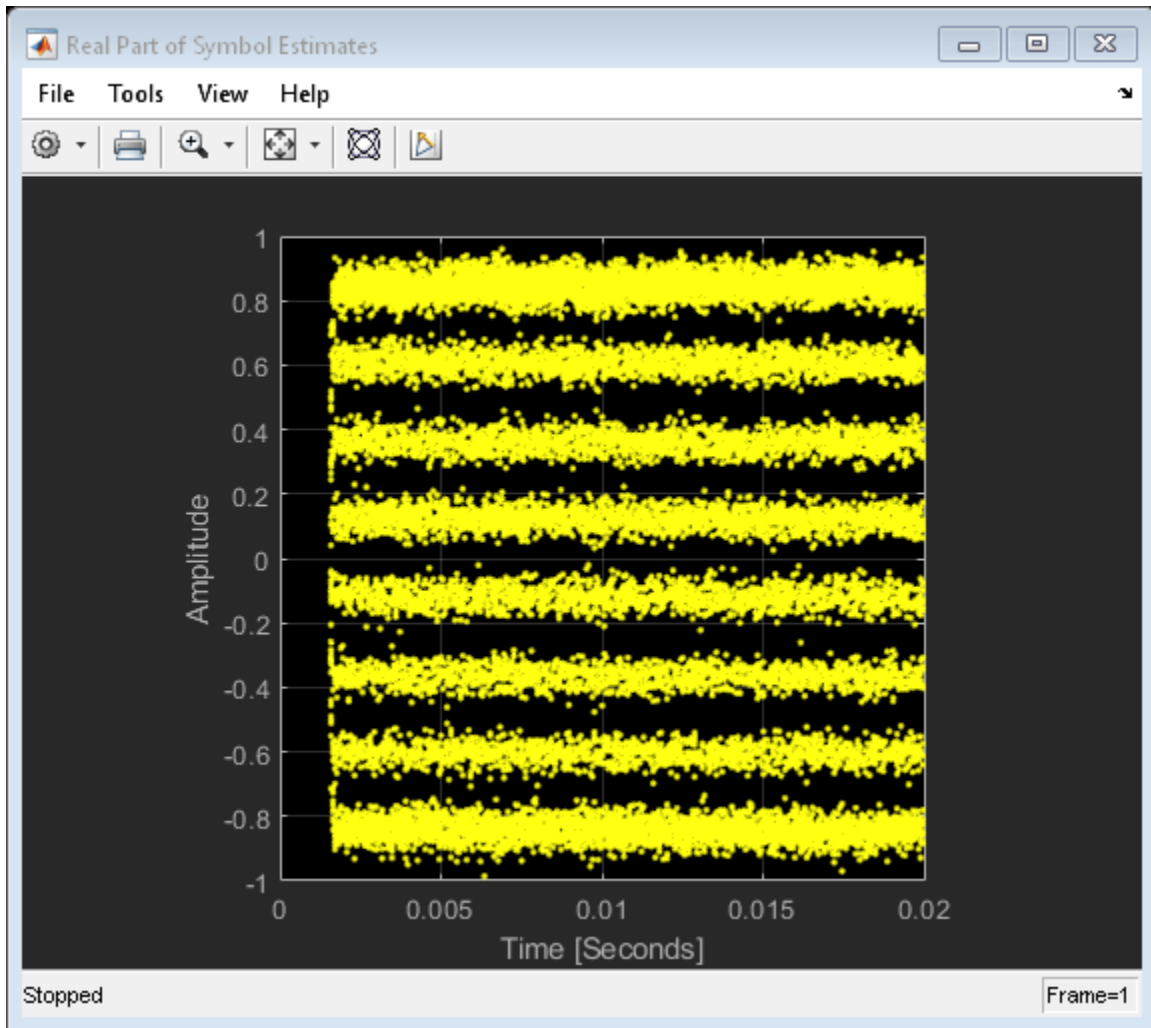 Real Part of Symbol Estimates
File Tools View Help
1
0.8
0.6
0.4
0.2
0
-0.2
-0.4
-0.6
-0.8
-1
Amplitude
0 0.005 0.01 0.015 0.02
Time [Seconds]
Stopped Frame=1